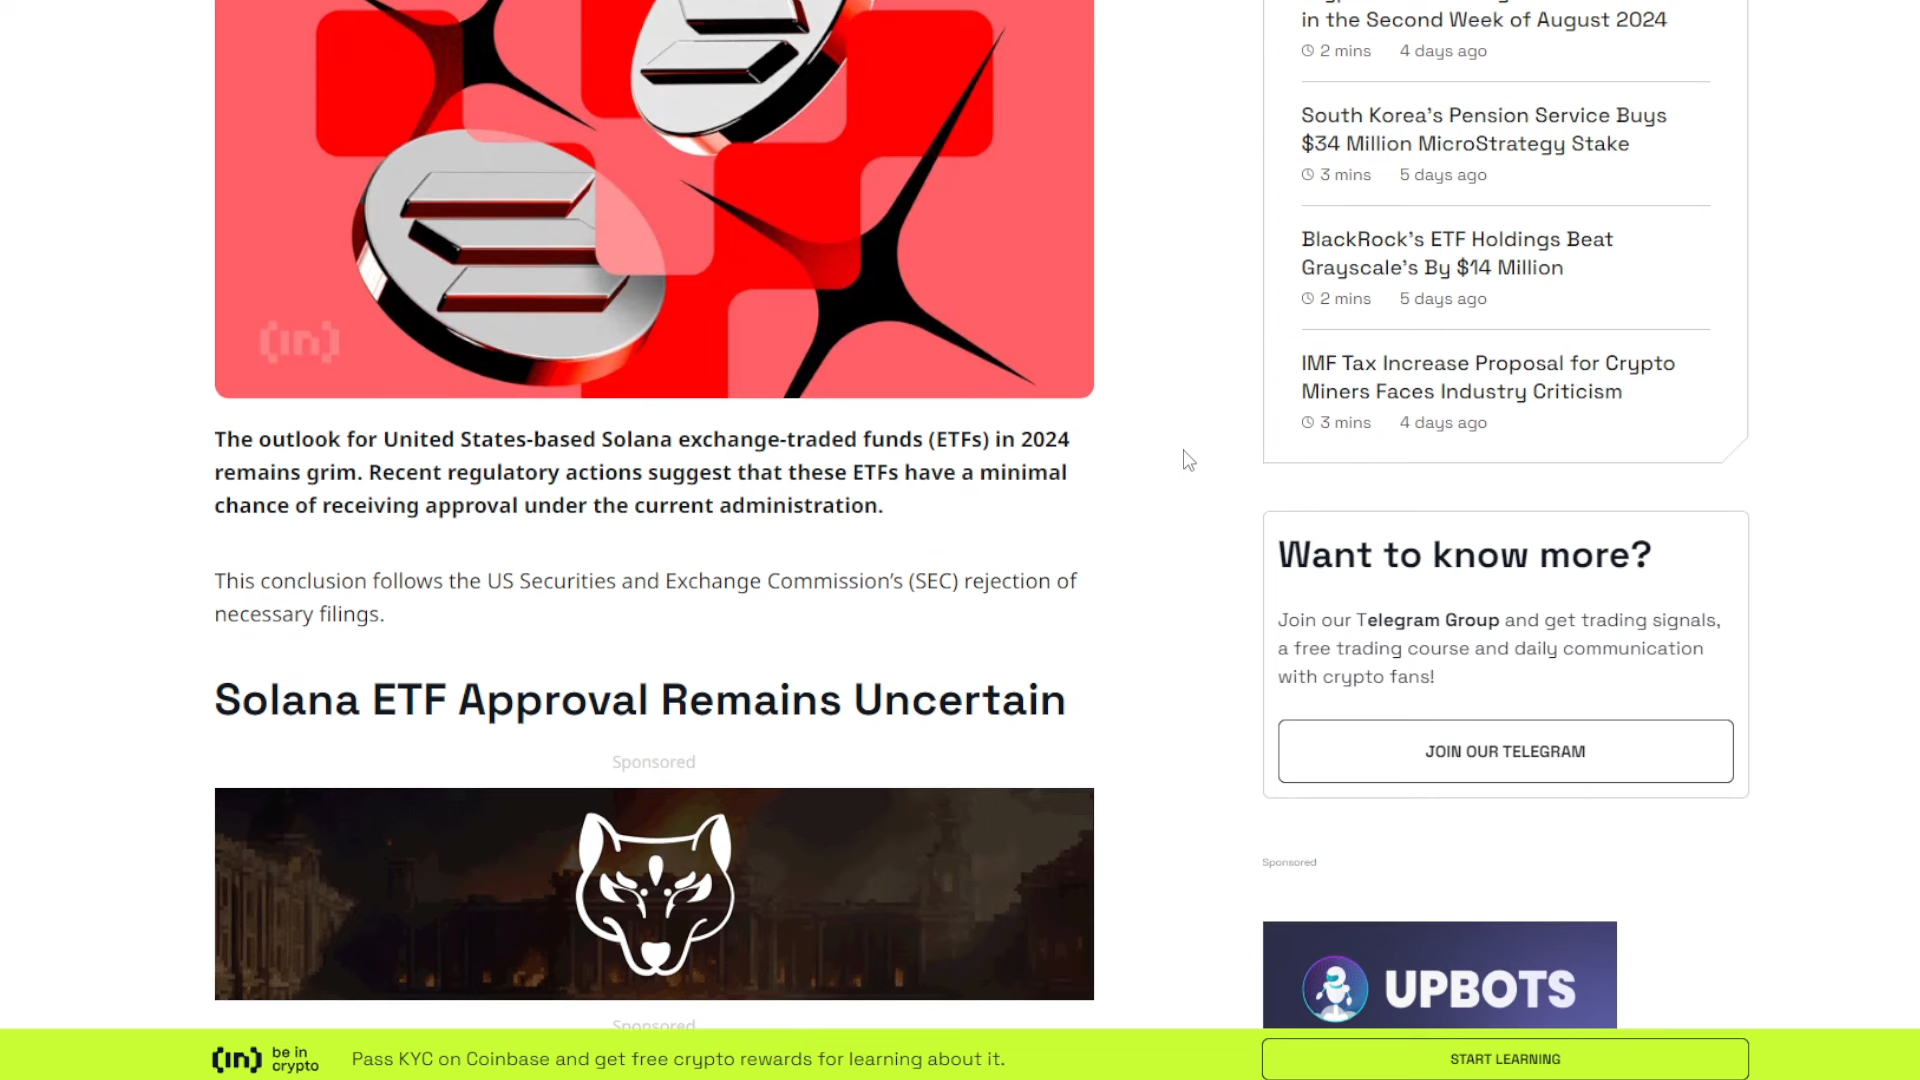 in the Second Week of August 2024
2 mins 4 days ago
South Korea's Pension Service Buys
$34 Million MicroStrategy Stake
3 mins 5 days ago
BlackRock's ETF Holdings Beat
Grayscale's By $14 Million
2 mins 5 days ago
IMF Tax Increase Proposal for Crypto
Miners Faces Industry Criticism
3 mins 4 days ago
(in)
The outlook for United States-based Solana exchange-traded funds (ETFs) in 2024
remains grim. Recent regulatory actions suggest that these ETFs have a minimal
chance of receiving approval under the current administration.
This conclusion follows the US Securities and Exchange Commission's (SEC) rejection of
necessary filings.
Solana ETF Approval Remains Uncertain
Sponsored
Sponsored
Want to know more?
Join our Telegram Group and get trading signals,
a free trading course and daily communication
with crypto fans!
JOIN OUR TELEGRAM
Sponsored
UPBOTS
(in) be in
crypto
Pass KYC on Coinbase and get free crypto rewards for learning about it.
START LEARNING